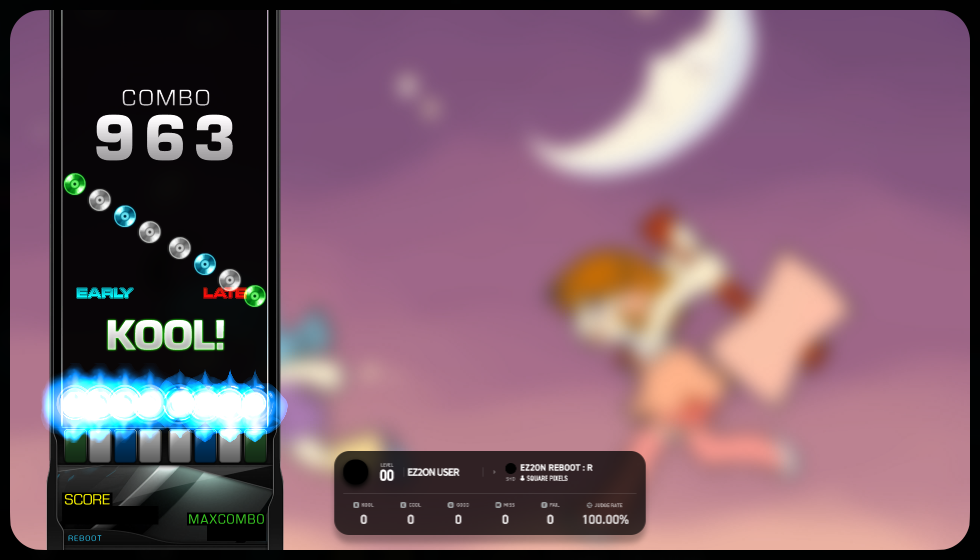 COMBO
963
EARLY LATE
KOOL!
SCORE
MAXCOMBO
REBOOT
LEVEL
00 EZ2ON USER
EZ2ON REBOOT : R
SQUARE PIXELS
KOOL COOL GOOD MISS FAIL JUDGE RATE
0 0 0 0 0 100.00%